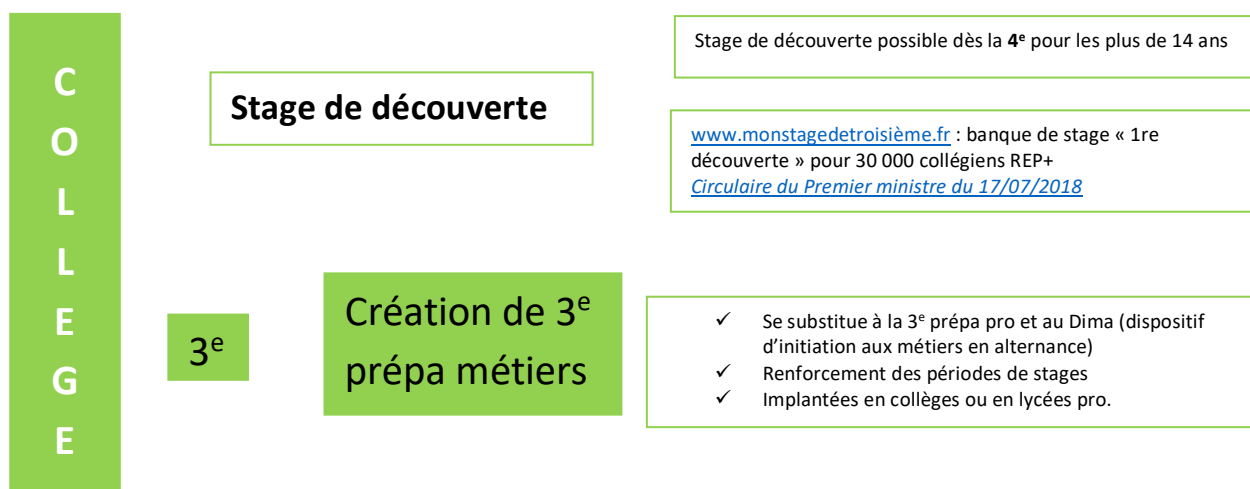 COLLEGE
Stage de découverte
Stage de découverte possible dès la 4e pour les plus de 14 ans
www.monstagedetroisième.fr : banque de stage « 1re
découverte » pour 30 000 collégiens REP+
Circulaire du Premier ministre du 17/07/2018
3e
Création de 3e
prépa métiers
✓ Se substitue à la 3e prépa pro et au Dima (dispositif
d’initiation aux métiers en alternance)
✓ Renforcement des périodes de stages
✓ Implantées en collèges ou en lycées pro.